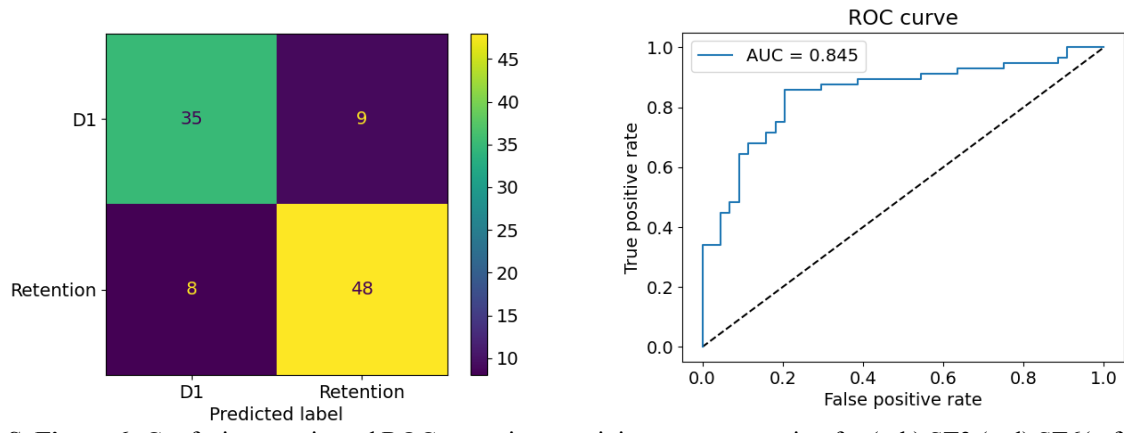 ROC curve
D1
Retention
35
9
8
48
45
40
35
30
25
20
15
10
D1
Retention
Predicted label
True positive rate
1.0
0.8
0.6
0.4
0.2
0.0
AUC = 0.845
0.0
0.2
0.4
0.6
0.8
1.0
False positive rate